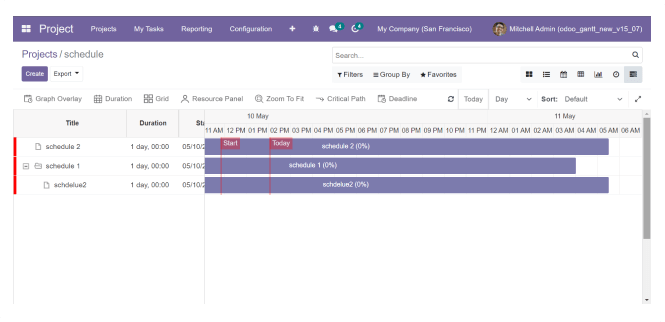 Project Projects My Tasks Reporting Configuration + 4 4 My Company (San Francisco) Mitchell Admin (odoo_gantt_new_v15_07)
Projects / schedule Search...
Create Export Filters Group By Favorites
Graph Overlay Duration Grid Resource Panel Zoom To Fit Critical Path Deadline Today Day Sort: Default
10 May 11 May
Title Duration Sta
11 AM 12 PM 01 PM 02 PM 03 PM 04 PM 05 PM 06 PM 07 PM 08 PM 09 PM 10 PM 11 PM 12 AM 01 AM 02 AM 03 AM 04 AM 05 AM 06 AM
schedule 2 1 day, 00:00 05/10/2 Start Today schedule 2 (0%)
schedule 1 1 day, 00:00 05/10/2 schedule 1 (0%)
schdelue2 1 day, 00:00 05/10/2 schdelue2 (0%)